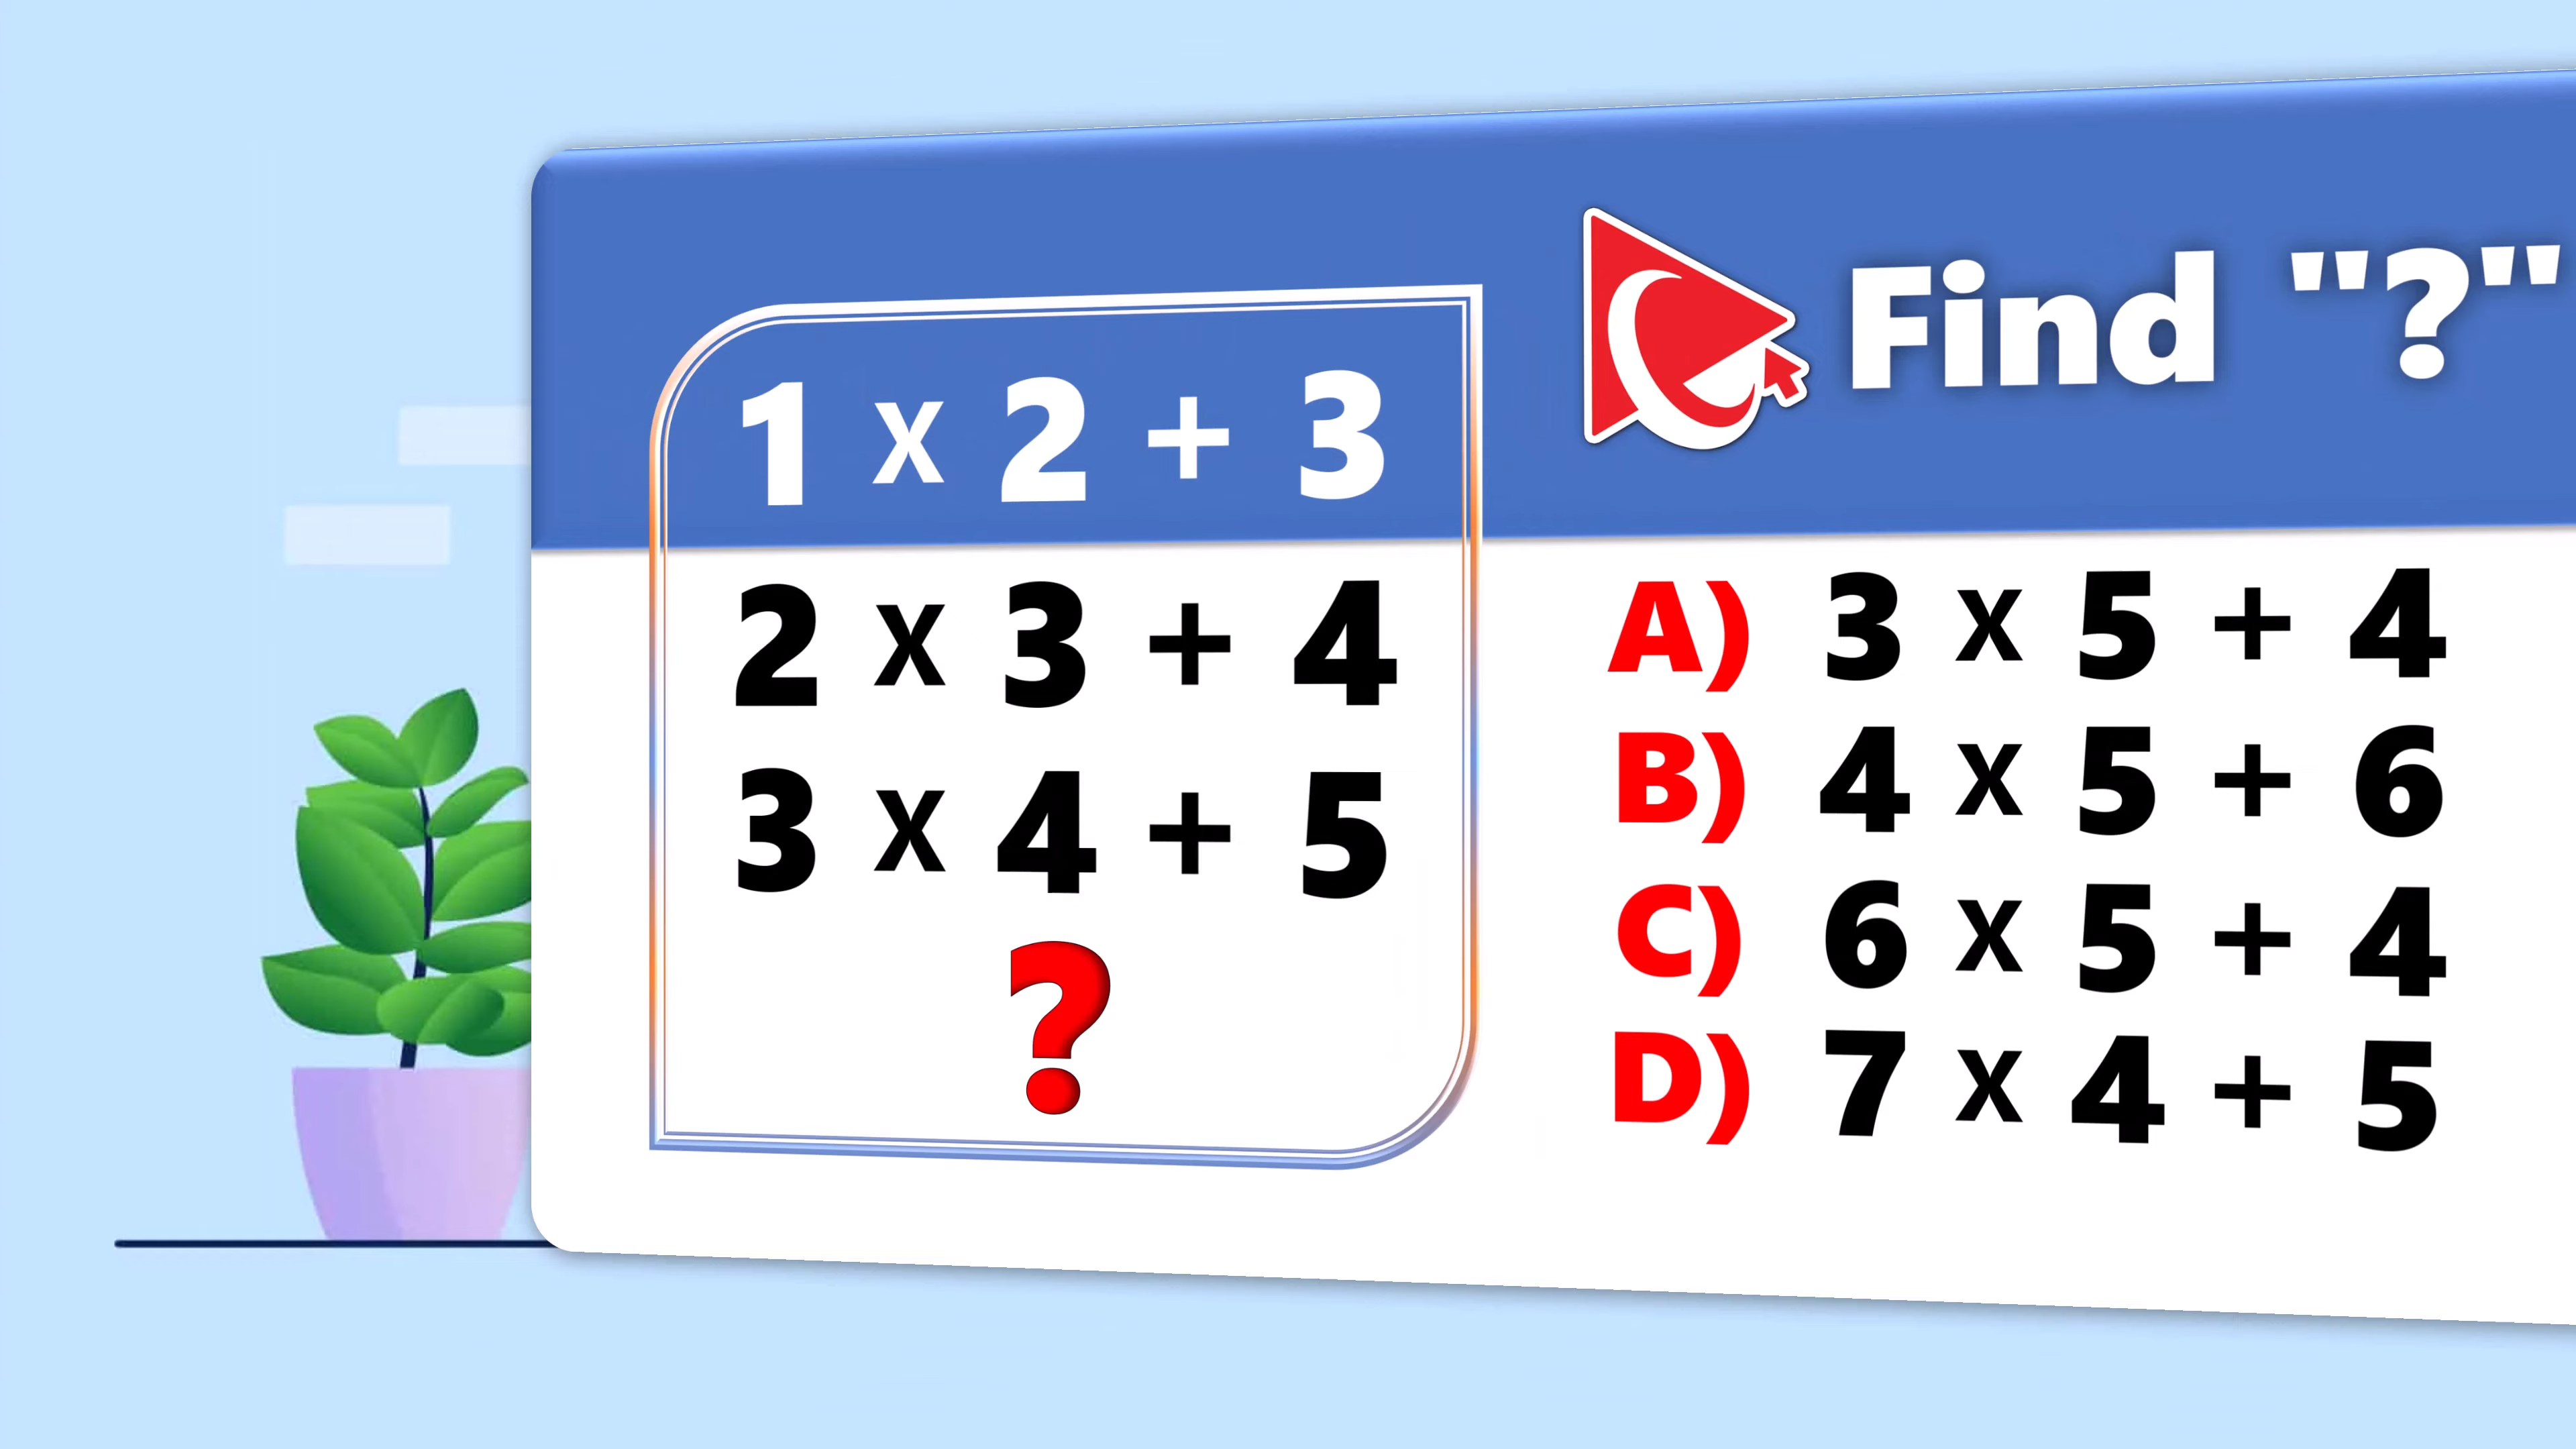 1 x 2 + 3
2 x 3 + 4
3 x 4 + 5
?
Find "?"
A) 3 x 5 + 4
B) 4 x 5 + 6
C) 6 x 5 + 4
D) 7 x 4 + 5